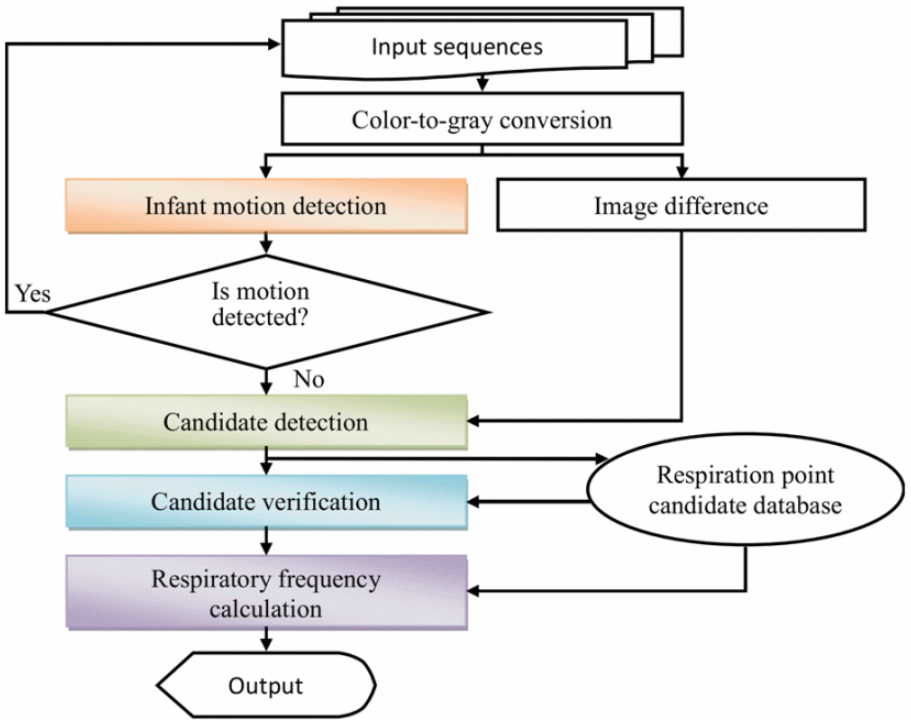 Input sequences
Color-to-gray conversion
Infant motion detection
Image difference
Yes
Is motion
detected?
No
Candidate detection
Respiration point
candidate database
Candidate verification
Respiratory frequency
calculation
Output